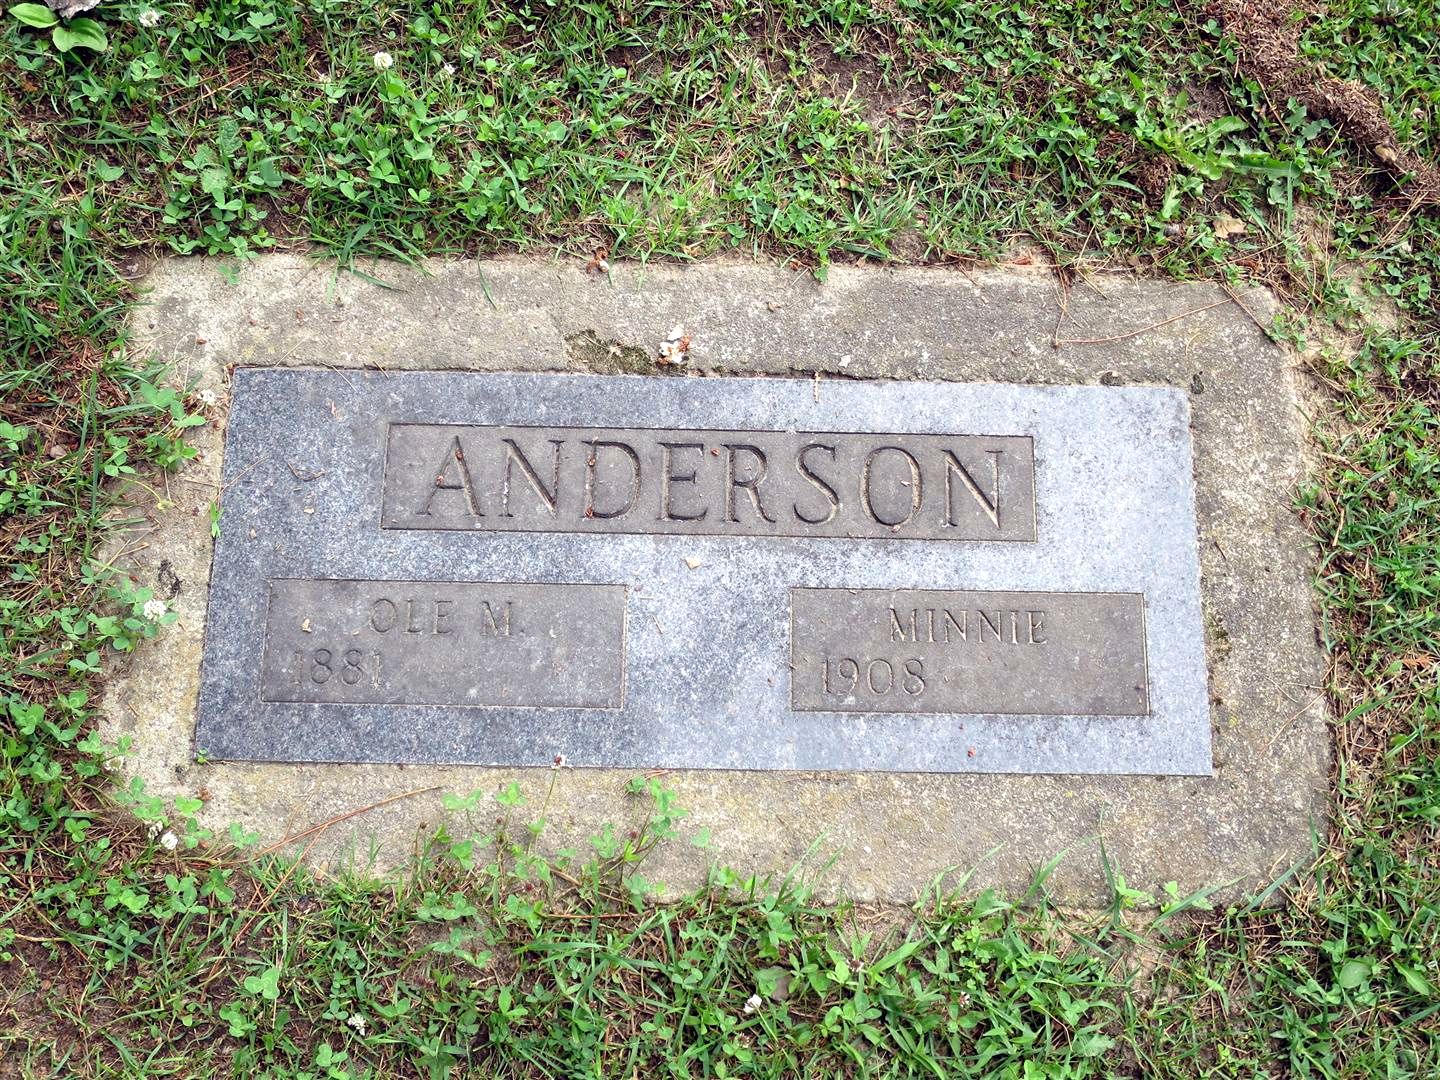 ANDERSON
OLE M.
1881
MINNIE
1908